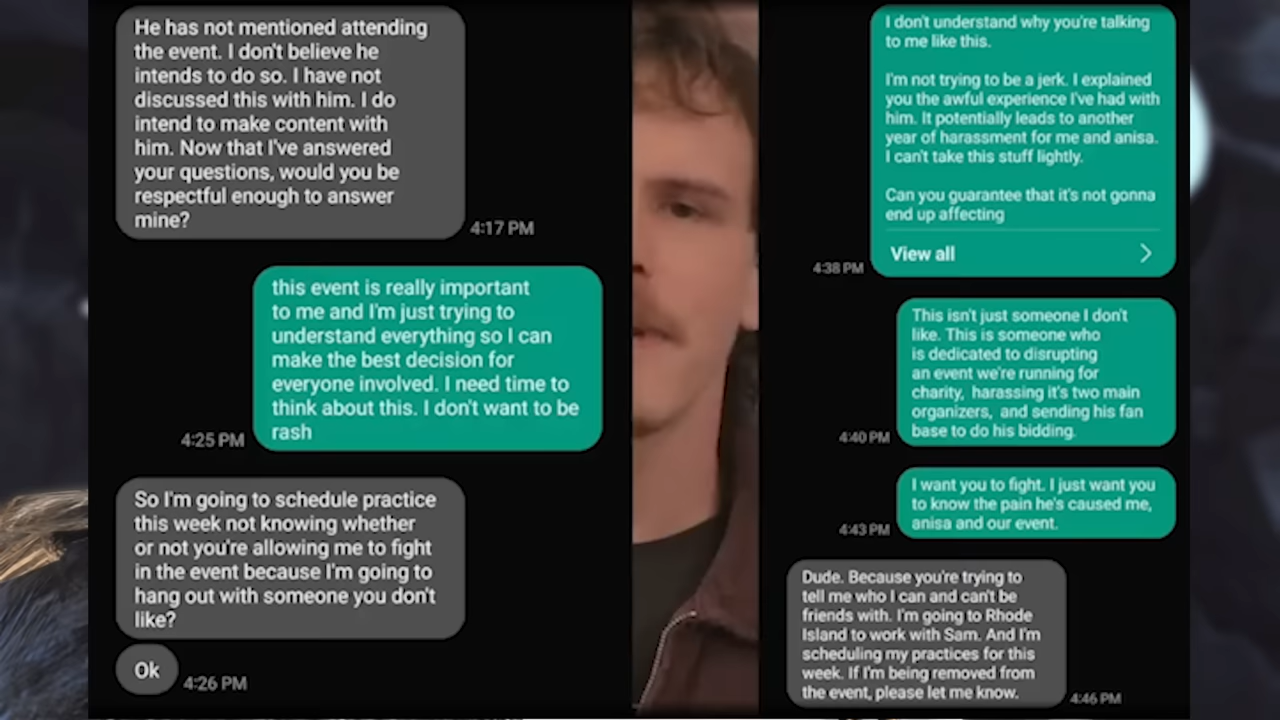 He has not mentioned attending
the event. I don't believe he
intends to do so. I have not
discussed this with him. I do
intend to make content with
him. Now that I've answered
your questions, would you be
respectful enough to answer
mine?
4:17 PM
this event is really important
to me and I'm just trying to
understand everything so I can
make the best decision for
everyone involved. I need time to
think about this. I don't want to be
rash
4:25 PM
So I'm going to schedule practice
this week not knowing whether
or not you're allowing me to fight
in the event because I'm going to
hang out with someone you don't
like?
Ok
4:26 PM
I don't understand why you're talking
to me like this.
I'm not trying to be a jerk. I explained
you the awful experience I've had with
him. It potentially leads to another
year of harassment for me and anisa.
I can't take this stuff lightly.
Can you guarantee that it's not gonna
end up affecting
View all
4:38 PM
This isn't just someone I don't
like. This is someone who
is dedicated to disrupting
an event we're running for
charity, harassing it's two main
organizers, and sending his fan
base to do his bidding.
4:40 PM
I want you to fight. I just want you
to know the pain he's caused me,
anisa and our event.
4:43 PM
Dude. Because you're trying to
tell me who I can and can't be
friends with. I'm going to Rhode
Island to work with Sam. And I'm
scheduling my practices for this
week. If I'm being removed from
the event, please let me know.
4:46 PM